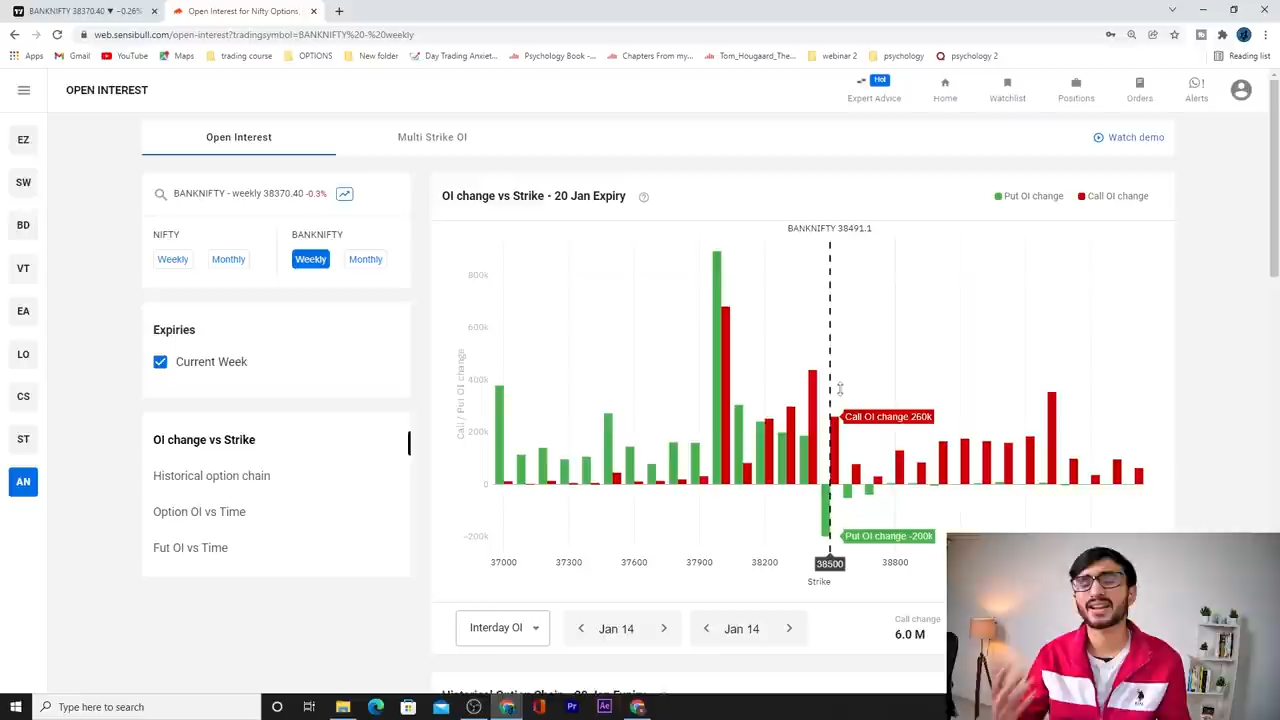 BANKNIFTY 38370.40 ▼ −0.26%
Open Interest for Nifty Options,
web.sensibull.com/open-interest?tradingsymbol=BANKNIFTY%20-%20weekly
Apps
Gmail
YouTube
Maps
trading course
OPTIONS
New folder
Day Trading Anxiet...
Psychology Book -...
Chapters From my...
Tom_Hougaard_The...
webinar 2
psychology
psychology 2
Reading list
OPEN INTEREST
Hot
Expert Advice
Home
Watchlist
Positions
Orders
Alerts
EZ
SW
BD
VT
EA
LO
CS
ST
AN
Open Interest
Multi Strike OI
Watch demo
BANKNIFTY - weekly 38370.40 -0.3%
NIFTY
BANKNIFTY
Weekly
Monthly
Weekly
Monthly
Expiries
Current Week
OI change vs Strike
Historical option chain
Option OI vs Time
Fut OI vs Time
OI change vs Strike - 20 Jan Expiry
Put OI change
Call OI change
BANKNIFTY 38491.1
Call / Put OI change
800k
600k
400k
200k
0
-200k
Call OI change 260k
Put OI change -200k
37000
37300
37600
37900
38200
38500
38800
Strike
Interday OI
Jan 14
Jan 14
Call change
6.0 M
Type here to search